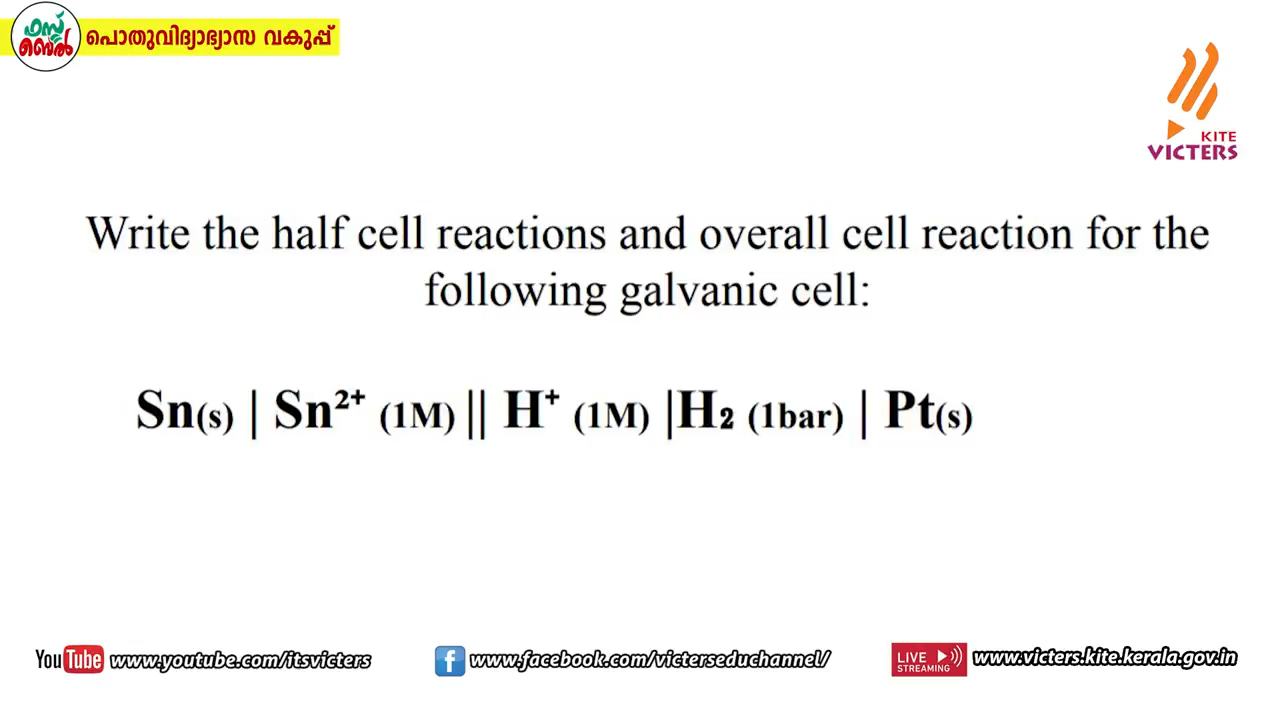 ഫസ്റ്റ് ബെൽ
പൊതുവിദ്യാഭ്യാസ വകുപ്പ്
KITE
VICTERS
Write the half cell reactions and overall cell reaction for the
following galvanic cell:
Sn(s) | Sn²⁺ (1M) || H⁺ (1M) |H₂ (1bar) | Pt(s)
YouTube www.youtube.com/itsvicters
f www.facebook.com/victerseduchannel/
LIVE STREAMING www.victers.kite.kerala.gov.in